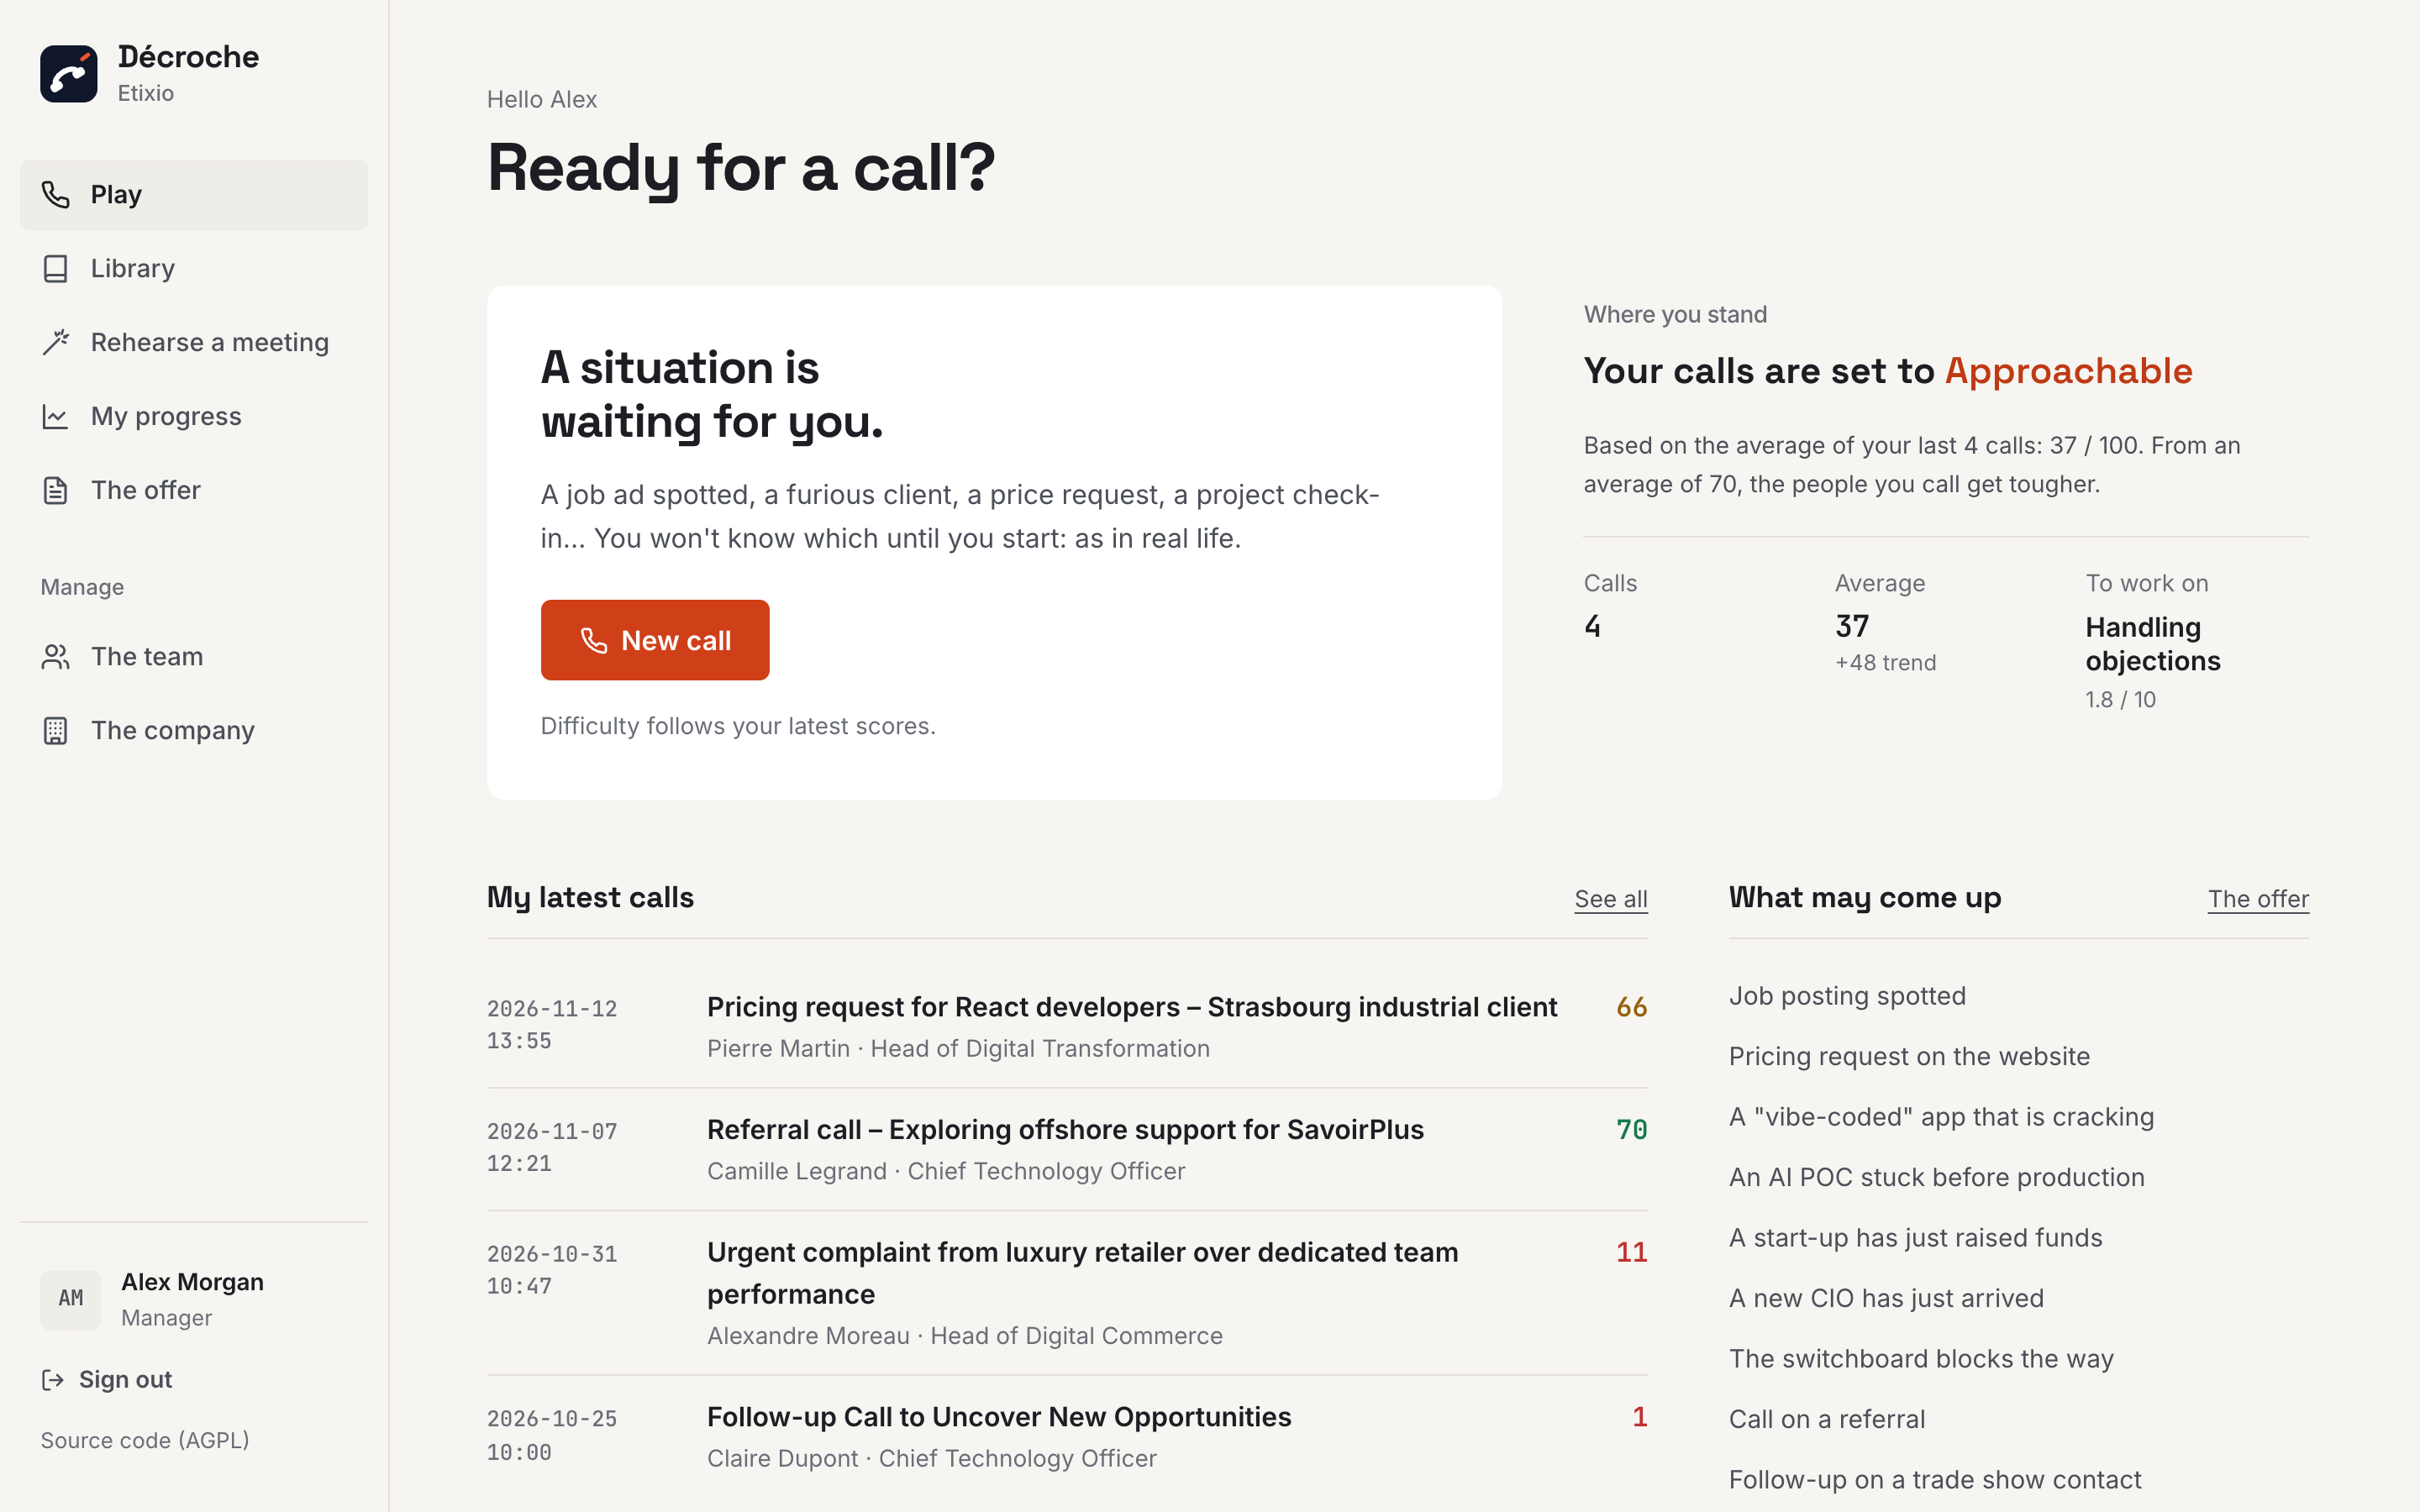 Décroche
Etixio
Play
Library
Rehearse a meeting
My progress
The offer
Manage
The team
The company
AM
Alex Morgan
Manager
Sign out
Source code (AGPL)
Hello Alex
Ready for a call?
A situation is
waiting for you.
A job ad spotted, a furious client, a price request, a project check-
in... You won't know which until you start: as in real life.
New call
Difficulty follows your latest scores.
Where you stand
Your calls are set to Approachable
Based on the average of your last 4 calls: 37 / 100. From an
average of 70, the people you call get tougher.
Calls
4
Average
37
+48 trend
To work on
Handling
objections
1.8 / 10
My latest calls
See all
2026-11-12
13:55
Pricing request for React developers – Strasbourg industrial client
66
Pierre Martin · Head of Digital Transformation
2026-11-07
12:21
Referral call – Exploring offshore support for SavoirPlus
70
Camille Legrand · Chief Technology Officer
2026-10-31
10:47
Urgent complaint from luxury retailer over dedicated team
performance
11
Alexandre Moreau · Head of Digital Commerce
2026-10-25
10:00
Follow-up Call to Uncover New Opportunities
1
Claire Dupont · Chief Technology Officer
What may come up
The offer
Job posting spotted
Pricing request on the website
A "vibe-coded" app that is cracking
An AI POC stuck before production
A start-up has just raised funds
A new CIO has just arrived
The switchboard blocks the way
Call on a referral
Follow-up on a trade show contact